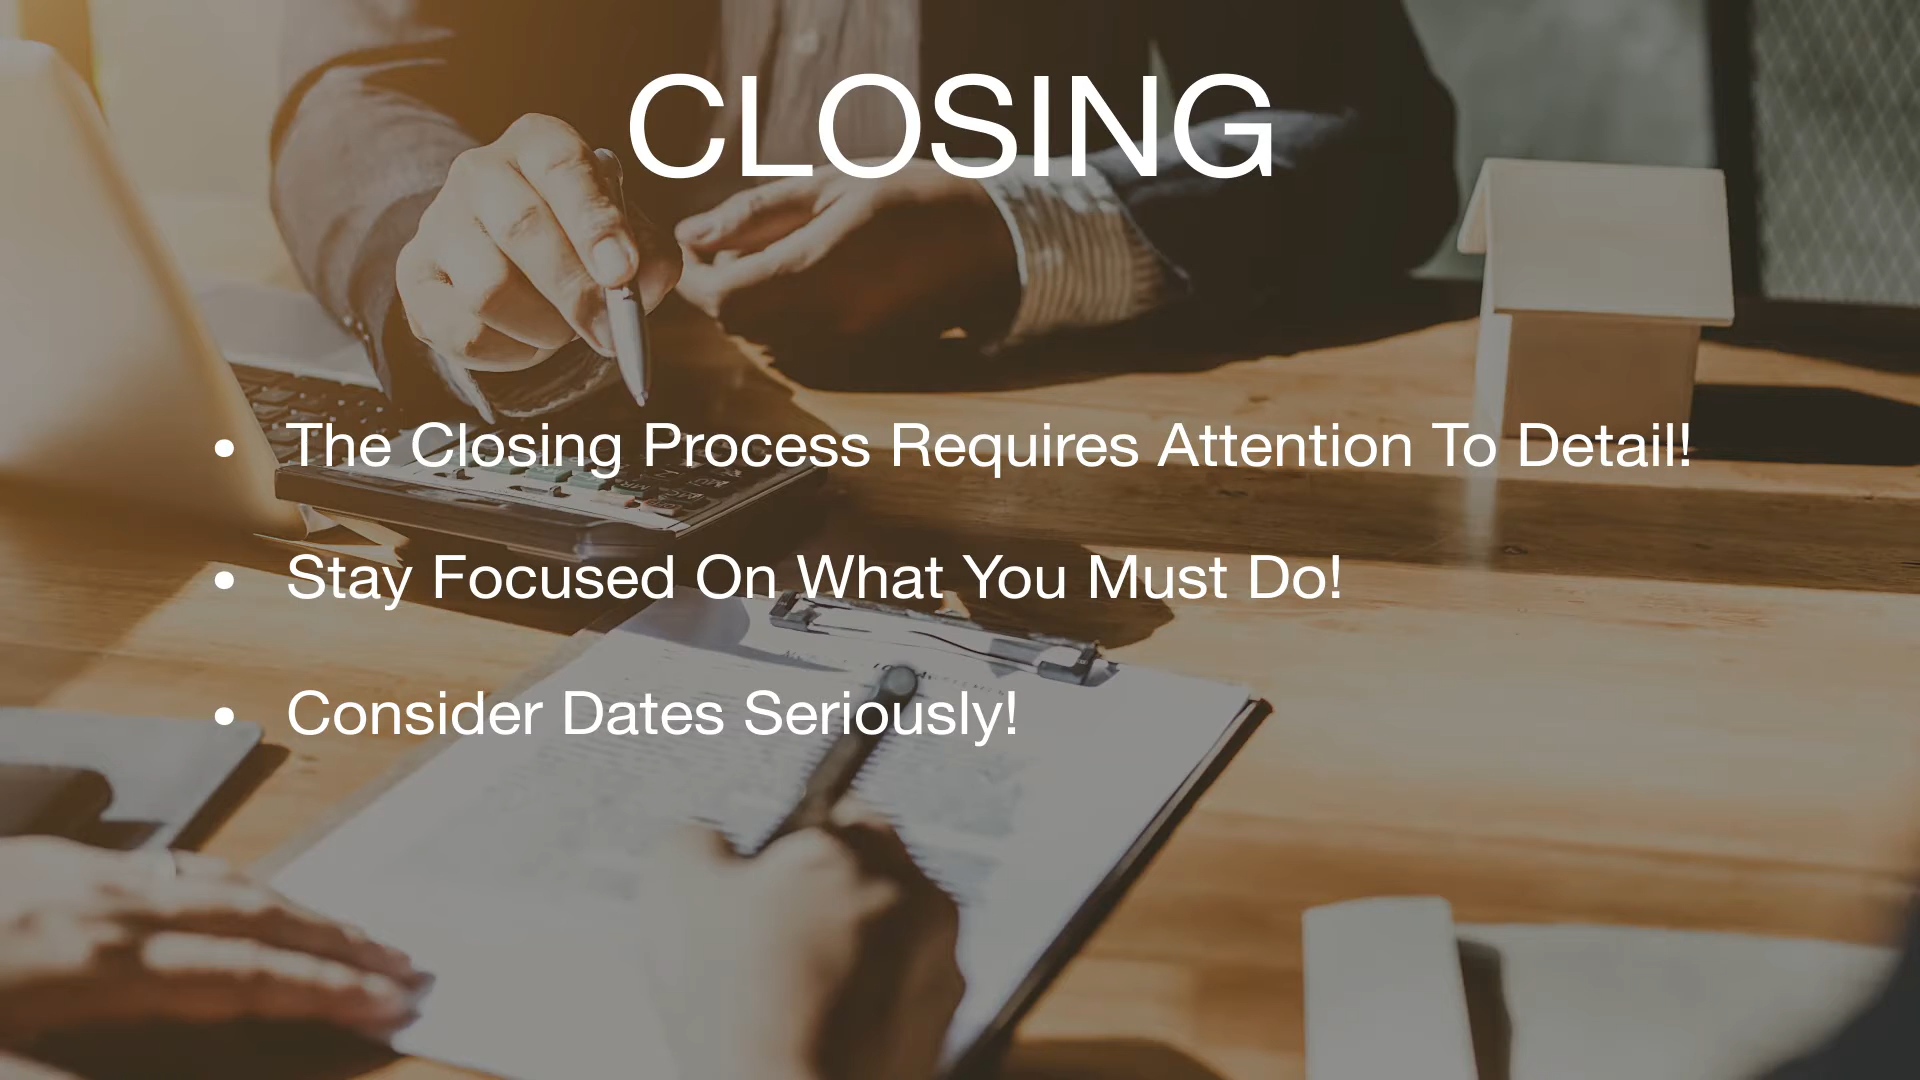 CLOSING
• The Closing Process Requires Attention To Detail!
• Stay Focused On What You Must Do!
• Consider Dates Seriously!